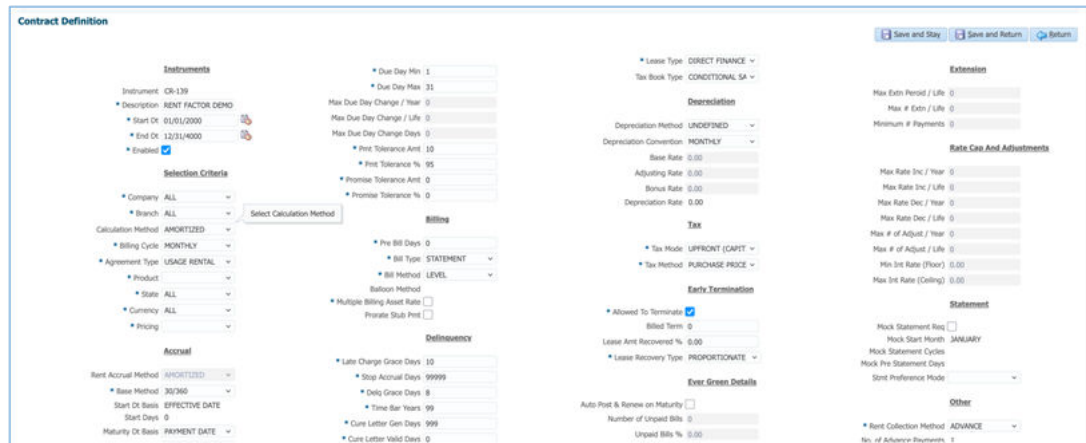 Contract Definition
Save and Stay
Save and Return
Return
Instruments
Instrument CR-139
* Description RENT FACTOR DEMO
* Start Dt 01/01/2000
* End Dt 12/31/4000
* Enabled
Selection Criteria
* Company ALL
* Branch ALL
Select Calculation Method
Calculation Method AMORTIZED
* Billing Cycle MONTHLY
* Agreement Type USAGE RENTAL
* Product
* State ALL
* Currency ALL
* Pricing
Accrual
Rent Accrual Method AMORTIZED
* Base Method 30/360
Start Dt Basis EFFECTIVE DATE
Start Days 0
Maturity Dt Basis PAYMENT DATE
* Due Day Min 1
* Due Day Max 31
Max Due Day Change / Year 0
Max Due Day Change / Life 0
Max Due Day Change Days 0
* Pmt Tolerance Amt 10
* Pmt Tolerance % 95
* Promise Tolerance Amt 0
* Promise Tolerance % 0
Billing
* Pre Bill Days 0
* Bill Type STATEMENT
* Bill Method LEVEL
Balloon Method
* Multiple Billing Asset Rate
Prorate Stub Pmt
Delinquency
* Late Charge Grace Days 10
* Stop Accrual Days 99999
* Delq Grace Days 8
* Time Bar Years 99
* Cure Letter Gen Days 999
* Cure Letter Valid Days 0
* Lease Type DIRECT FINANCE
Tax Book Type CONDITIONAL SA
Depreciation
Depreciation Method UNDEFINED
Depreciation Convention MONTHLY
Base Rate 0.00
Adjusting Rate 0.00
Bonus Rate 0.00
Depreciation Rate 0.00
Tax
* Tax Mode UPFRONT (CAPIT
* Tax Method PURCHASE PRICE
Early Termination
* Allowed To Terminate
Billed Term 0
Lease Amt Recovered % 0.00
* Lease Recovery Type PROPORTIONATE
Ever Green Details
Auto Post & Renew on Maturity
Number of Unpaid Bills 0
Unpaid Bills % 0.00
Extension
Max Extn Peroid / Life 0
Max # Extn / Life 0
Minimum # Payments 0
Rate Cap And Adjustments
Max Rate Inc / Year 0
Max Rate Inc / Life 0
Max Rate Dec / Year 0
Max Rate Dec / Life 0
Max # of Adjust / Year 0
Max # of Adjust / Life 0
Min Int Rate (Floor) 0.00
Max Int Rate (Ceiling) 0.00
Statement
Mock Statement Req
Mock Start Month JANUARY
Mock Statement Cycles
Mock Pre Statement Days
Stmt Preference Mode
Other
* Rent Collection Method ADVANCE
No. of Advance Payments 1